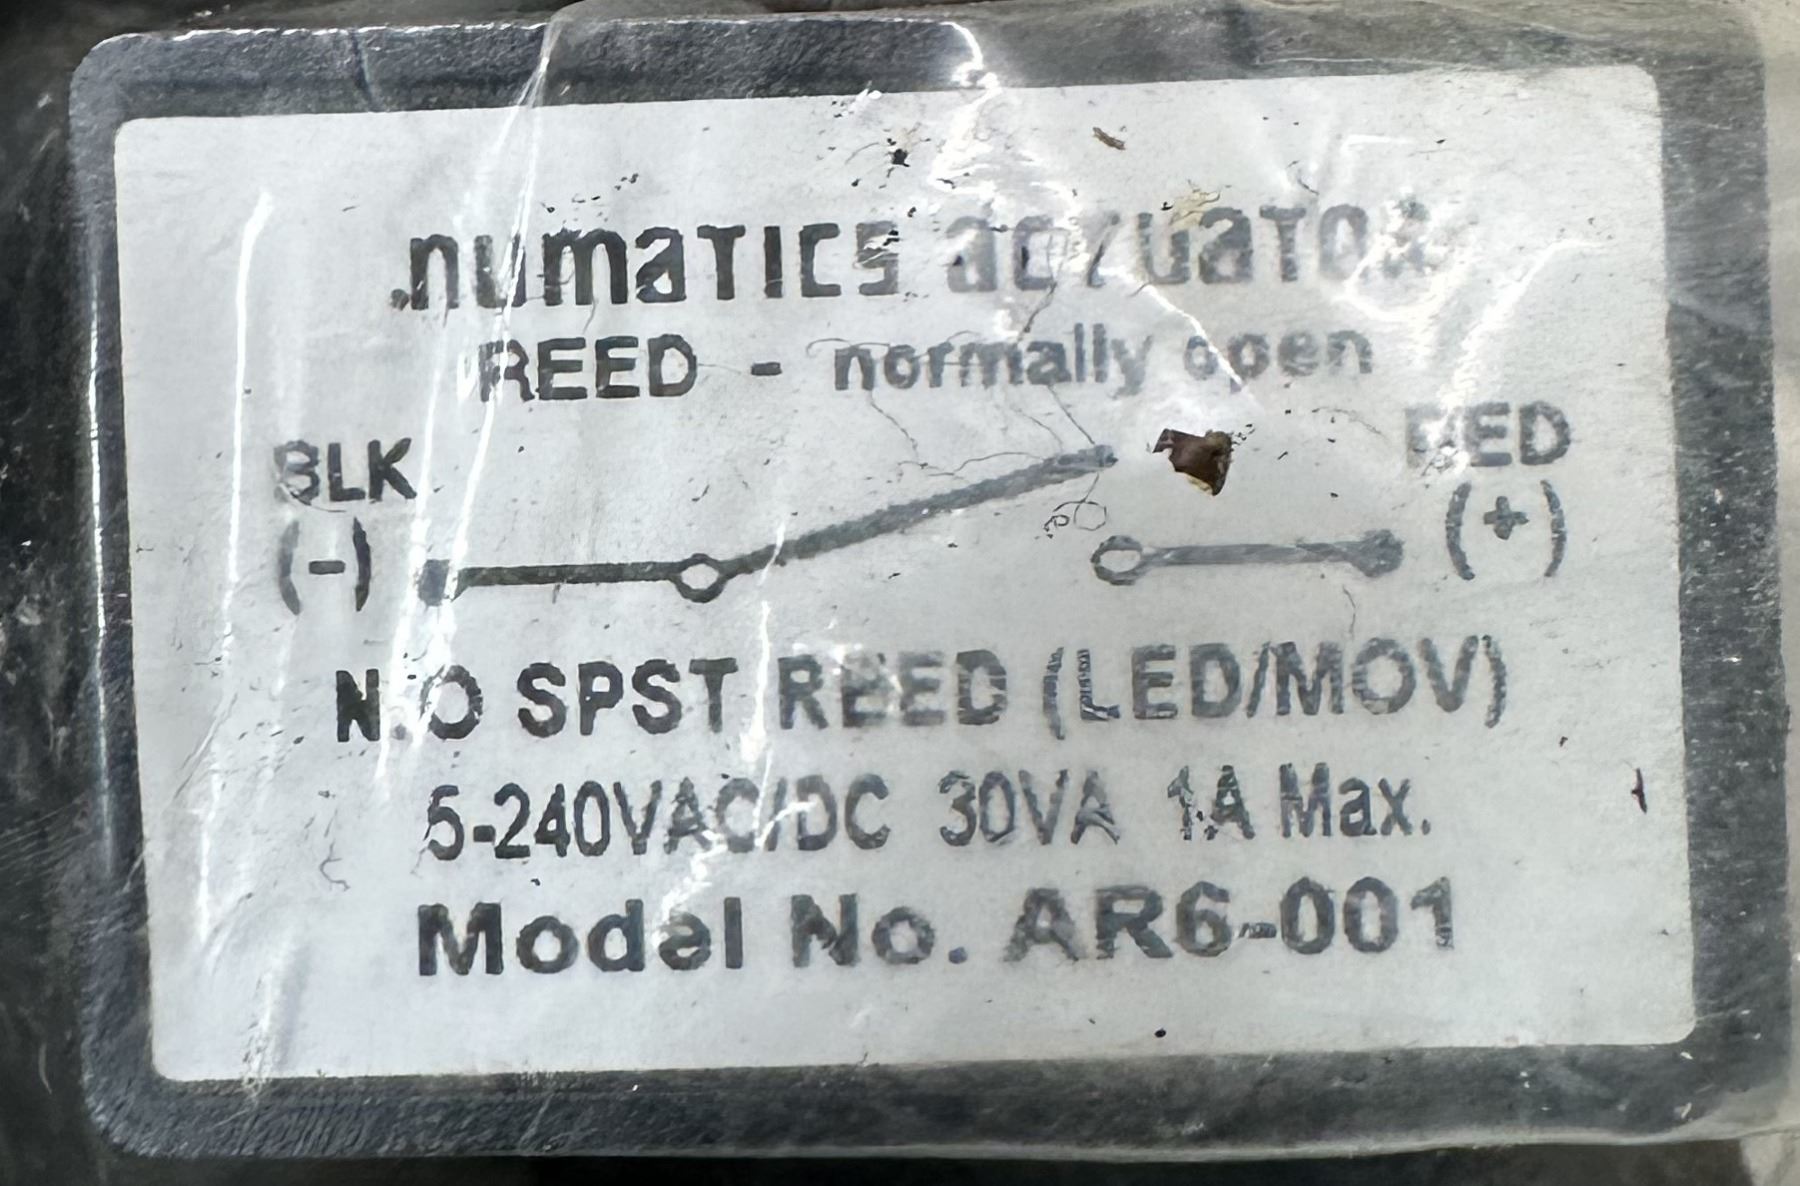 numatics actuator
REED - normally open
BLK RED
(-) (+)
N.O SPST REED (LED/MOV)
5-240VAC/DC 30VA 1A Max.
Model No. AR6-001